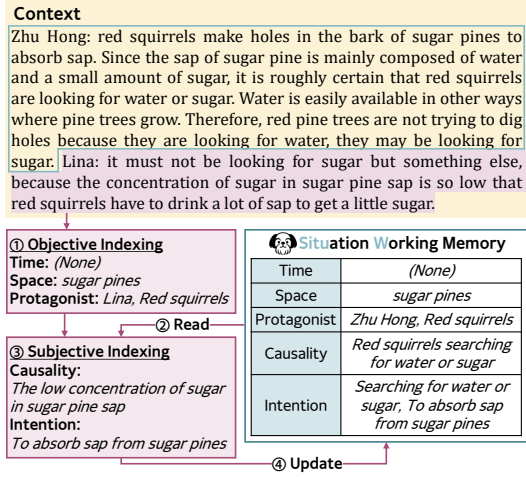 Context
Zhu Hong: red squirrels make holes in the bark of sugar pines to
absorb sap. Since the sap of sugar pine is mainly composed of water
and a small amount of sugar, it is roughly certain that red squirrels
are looking for water or sugar. Water is easily available in other ways
where pine trees grow. Therefore, red pine trees are not trying to dig
holes because they are looking for water, they may be looking for
sugar. Lina: it must not be looking for sugar but something else,
because the concentration of sugar in sugar pine sap is so low that
red squirrels have to drink a lot of sap to get a little sugar.
① Objective Indexing
Time: (None)
Space: sugar pines
Protagonist: Lina, Red squirrels
② Read
③ Subjective Indexing
Causality:
The low concentration of sugar
in sugar pine sap
Intention:
To absorb sap from sugar pines
Situation Working Memory
Time (None)
Space sugar pines
Protagonist Zhu Hong, Red squirrels
Causality Red squirrels searching
for water or sugar
Intention Searching for water or
sugar, To absorb sap
from sugar pines
④ Update